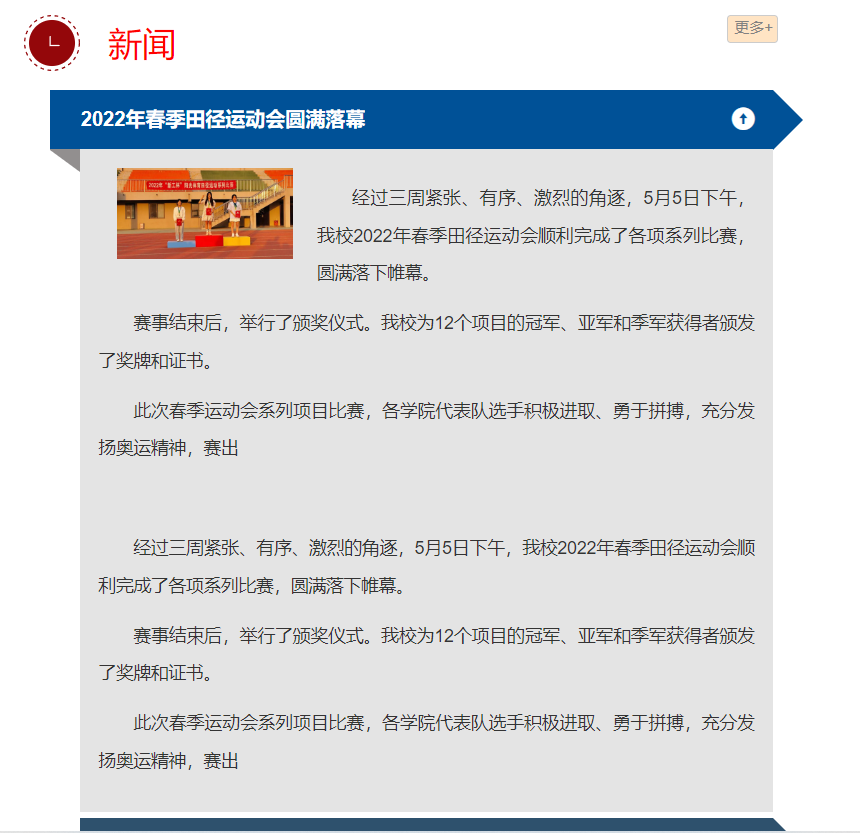 新闻
更多+
2022年春季田径运动会圆满落幕
经过三周紧张、有序、激烈的角逐，5月5日下午，
我校2022年春季田径运动会顺利完成了各项系列比赛，
圆满落下帷幕。
赛事结束后，举行了颁奖仪式。我校为12个项目的冠军、亚军和季军获得者颁发
了奖牌和证书。
此次春季运动会系列项目比赛，各学院代表队选手积极进取、勇于拼搏，充分发
扬奥运精神，赛出
经过三周紧张、有序、激烈的角逐，5月5日下午，我校2022年春季田径运动会顺
利完成了各项系列比赛，圆满落下帷幕。
赛事结束后，举行了颁奖仪式。我校为12个项目的冠军、亚军和季军获得者颁发
了奖牌和证书。
此次春季运动会系列项目比赛，各学院代表队选手积极进取、勇于拼搏，充分发
扬奥运精神，赛出